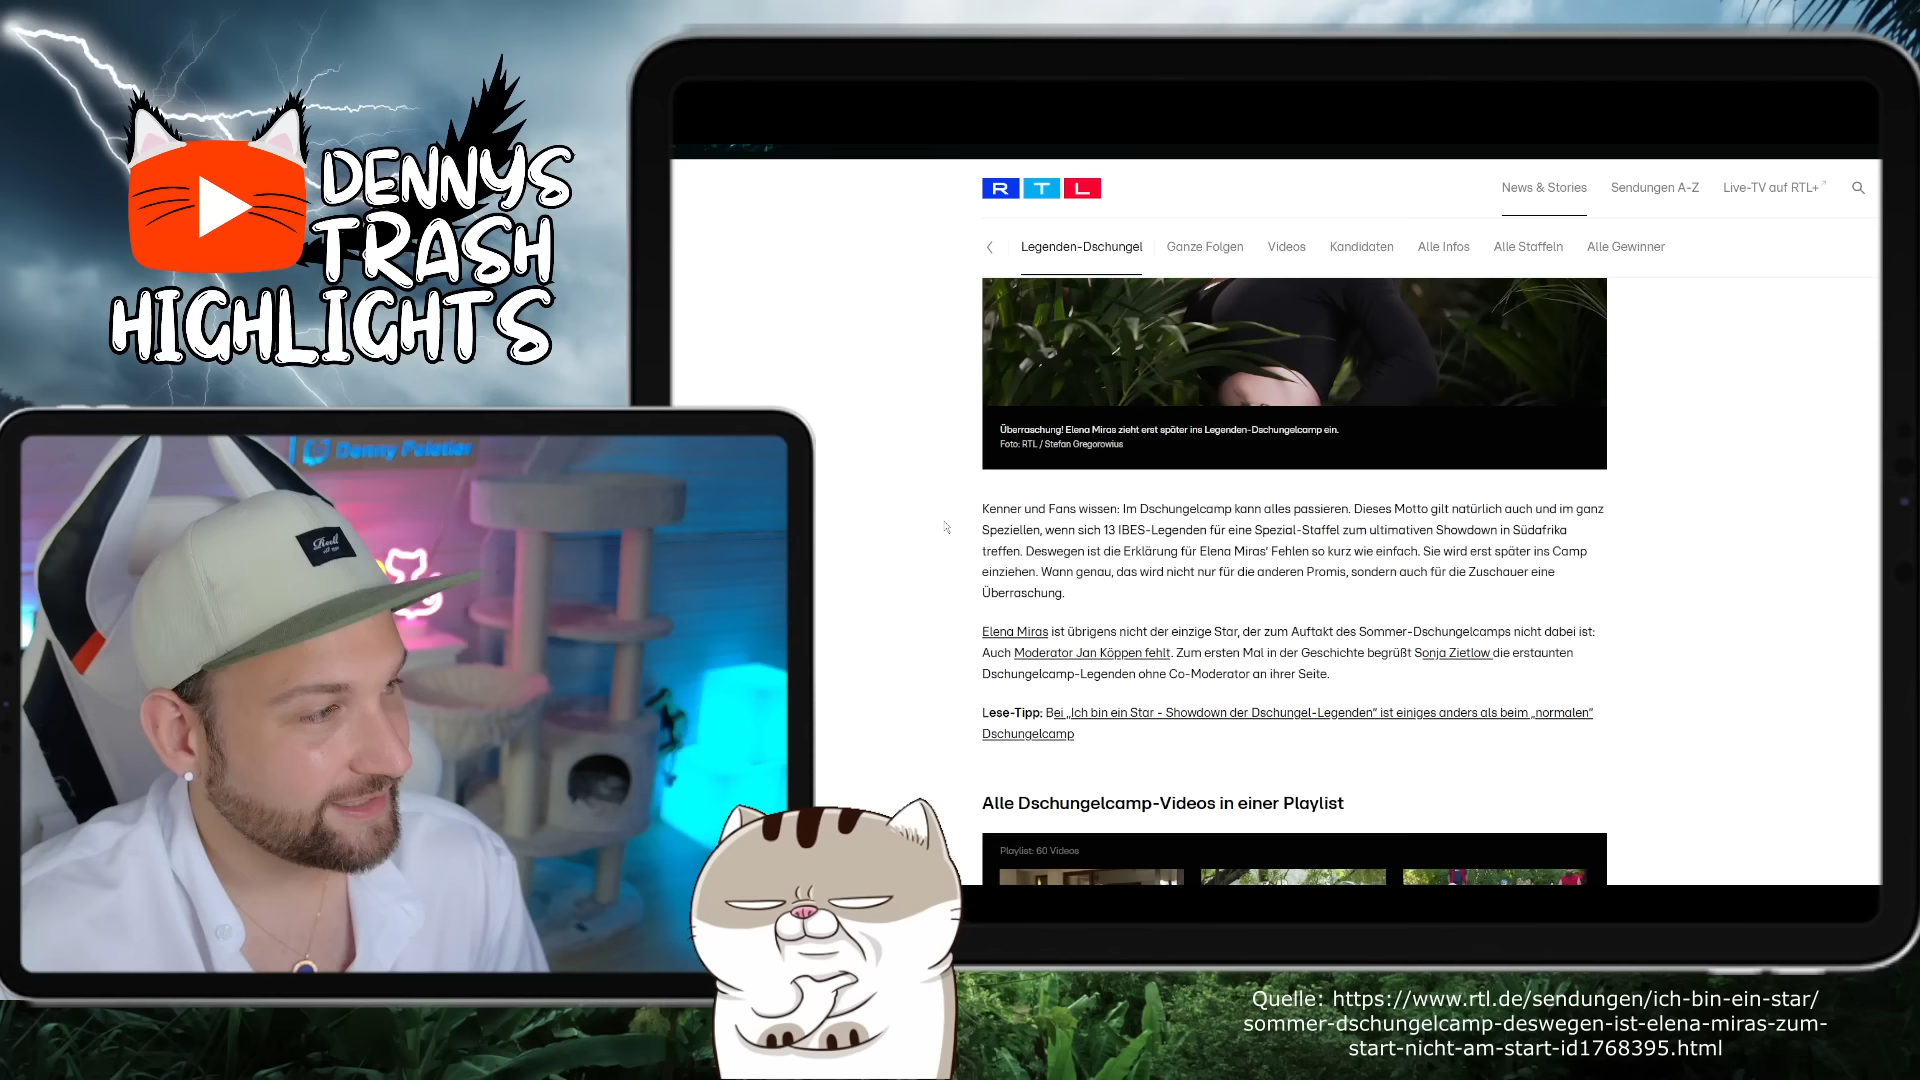 DENNYS
TRASH
HIGHLIGHTS
Denny Peletier
Reell
RTL
News & Stories
Sendungen A-Z
Live-TV auf RTL+
Legenden-Dschungel
Ganze Folgen
Videos
Kandidaten
Alle Infos
Alle Staffeln
Alle Gewinner
Überraschung! Elena Miras zieht erst später ins Legenden-Dschungelcamp ein.
Foto: RTL / Stefan Gregorowius
Kenner und Fans wissen: Im Dschungelcamp kann alles passieren. Dieses Motto gilt natürlich auch und im ganz
Speziellen, wenn sich 13 IBES-Legenden für eine Spezial-Staffel zum ultimativen Showdown in Südafrika
treffen. Deswegen ist die Erklärung für Elena Miras’ Fehlen so kurz wie einfach. Sie wird erst später ins Camp
einziehen. Wann genau, das wird nicht nur für die anderen Promis, sondern auch für die Zuschauer eine
Überraschung.
Elena Miras ist übrigens nicht der einzige Star, der zum Auftakt des Sommer-Dschungelcamps nicht dabei ist:
Auch Moderator Jan Köppen fehlt. Zum ersten Mal in der Geschichte begrüßt Sonja Zietlow die erstaunten
Dschungelcamp-Legenden ohne Co-Moderator an ihrer Seite.
Lese-Tipp: Bei „Ich bin ein Star - Showdown der Dschungel-Legenden“ ist einiges anders als beim „normalen“
Dschungelcamp
Alle Dschungelcamp-Videos in einer Playlist
Playlist: 60 Videos
Quelle: https://www.rtl.de/sendungen/ich-bin-ein-star/
sommer-dschungelcamp-deswegen-ist-elena-miras-zum-
start-nicht-am-start-id1768395.html